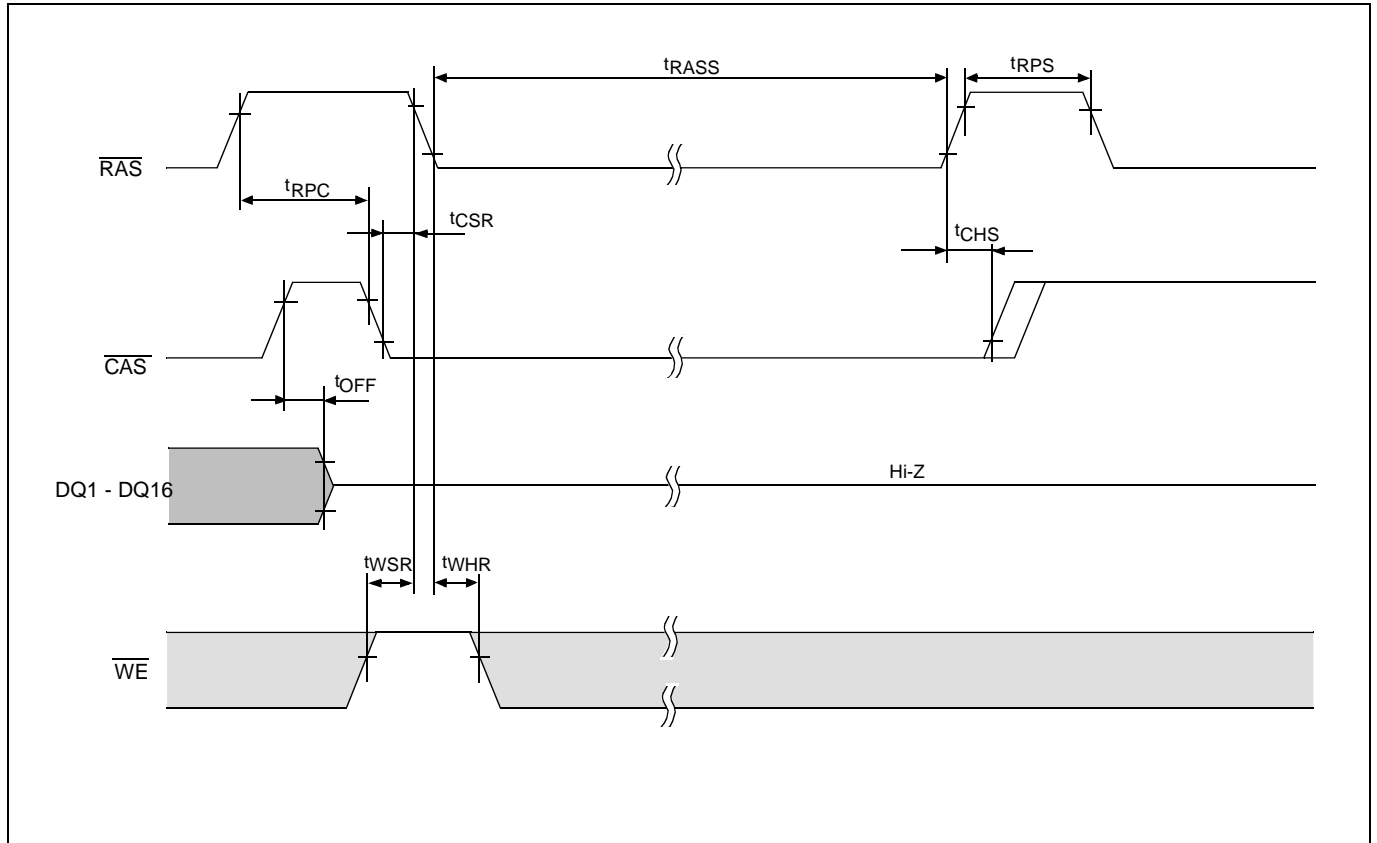 tRASS
tRPS
RAS
tRPC
tCSR
tCHS
CAS
tOFF
DQ1 - DQ16
Hi-Z
tWSR
tWHR
WE